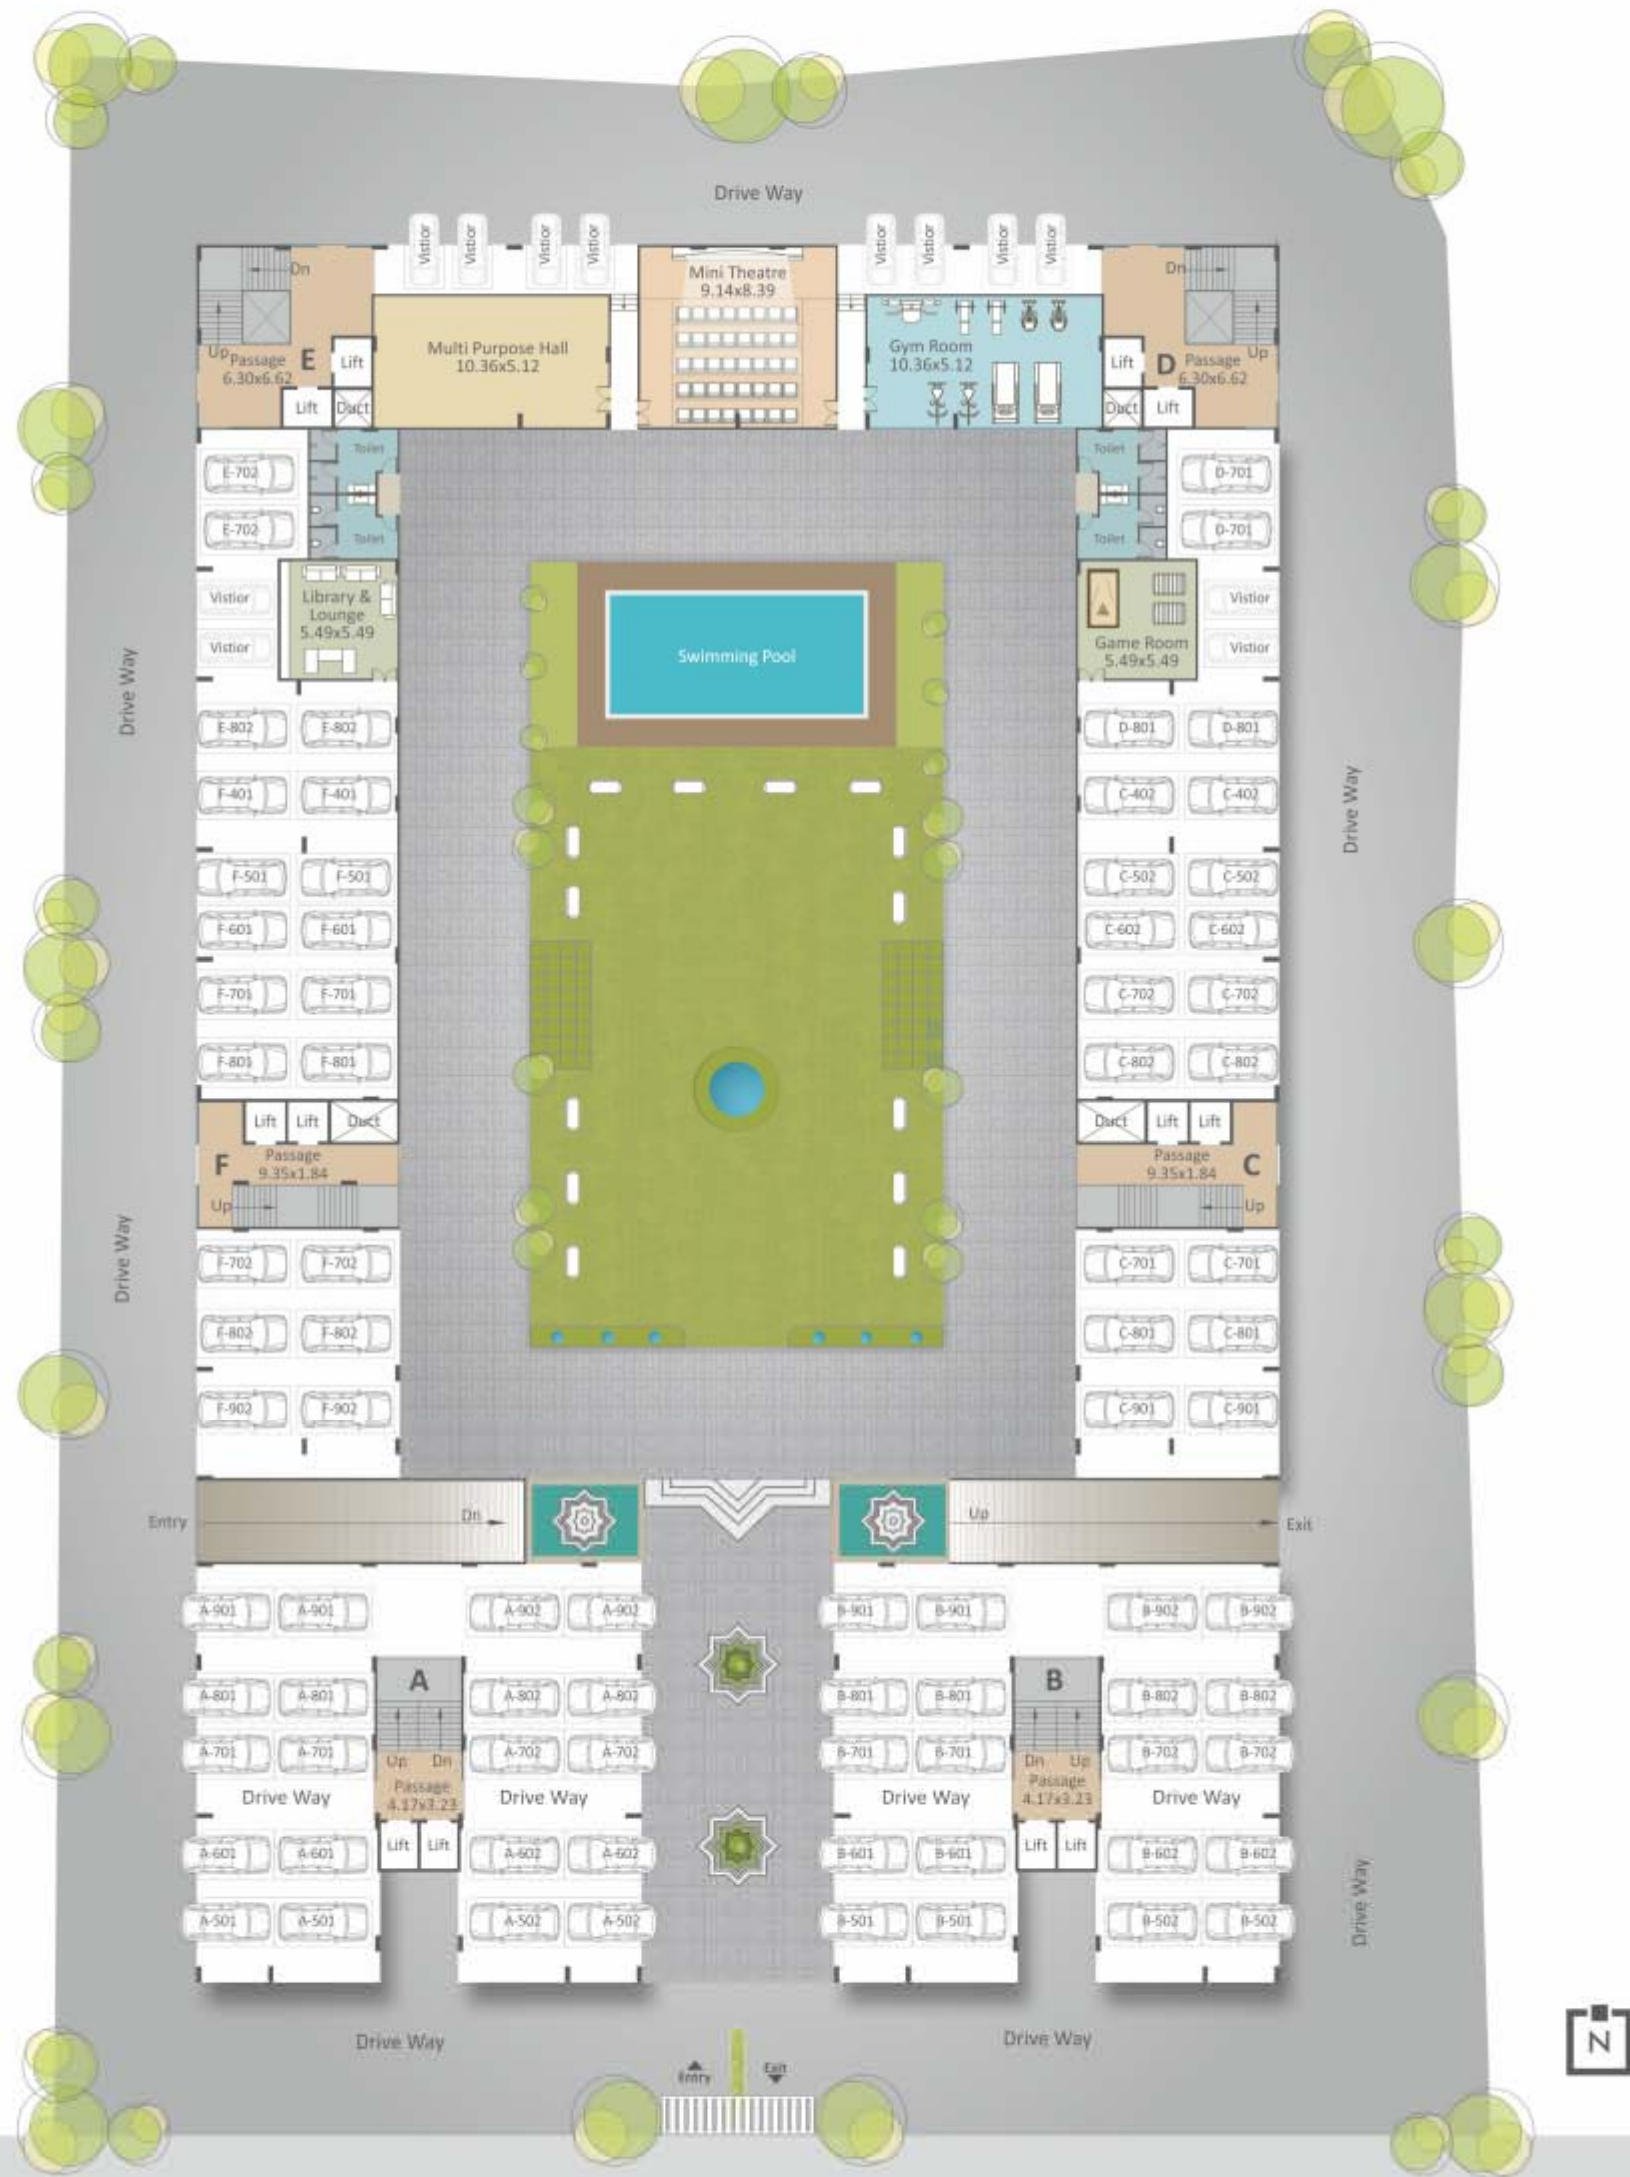 Drive Way
Vistior
Vistior
Vistior
Vistior
Vistior
Vistior
Vistior
Vistior
Dn
Mini Theatre
9.14x8.39
Dn
Up
Passage
6.30x6.62
E
Lift
Multi Purpose Hall
10.36x5.12
Gym Room
10.36x5.12
Lift
D
Passage
6.30x6.62
Up
Lift
Duct
Duct
Lift
Toilet
Toilet
E-702
D-701
E-702
Toilet
Toilet
D-701
Vistior
Library &
Lounge
5.49x5.49
Vistior
Vistior
Swimming Pool
Game Room
5.49x5.49
Vistior
Drive Way
E-802
E-802
D-801
D-801
F-401
F-401
C-402
C-402
Drive Way
F-501
F-501
C-502
C-502
F-601
F-601
C-602
C-602
F-701
F-701
C-702
C-702
F-801
F-801
C-802
C-802
Lift
Lift
Duct
Duct
Lift
Lift
F
Passage
9.35x1.84
Passage
9.35x1.84
C
Up
Up
Drive Way
F-702
F-702
C-701
C-701
F-802
F-802
C-801
C-801
F-902
F-902
C-901
C-901
Entry
Dn
Up
Exit
A-901
A-901
A-902
A-902
B-901
B-901
B-902
B-902
A
B
A-801
A-801
A-802
A-802
B-801
B-801
B-802
B-802
A-701
A-701
Up
Dn
A-702
A-702
B-701
B-701
Dn
Up
B-702
B-702
Drive Way
Passage
4.17x3.23
Drive Way
Drive Way
Passage
4.17x3.23
Drive Way
A-601
A-601
Lift
Lift
A-602
A-602
B-601
B-601
Lift
Lift
B-602
B-602
Drive Way
A-501
A-501
A-502
A-502
B-501
B-501
B-502
B-502
Drive Way
Drive Way
Entry
Exit
N